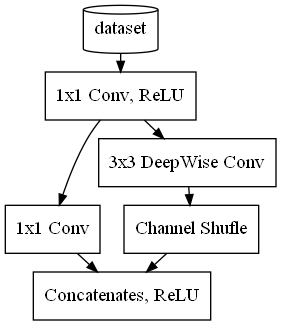 dataset
1x1 Conv, ReLU
3x3 DeepWise Conv
1x1 Conv
Channel Shufle
Concatenates, ReLU